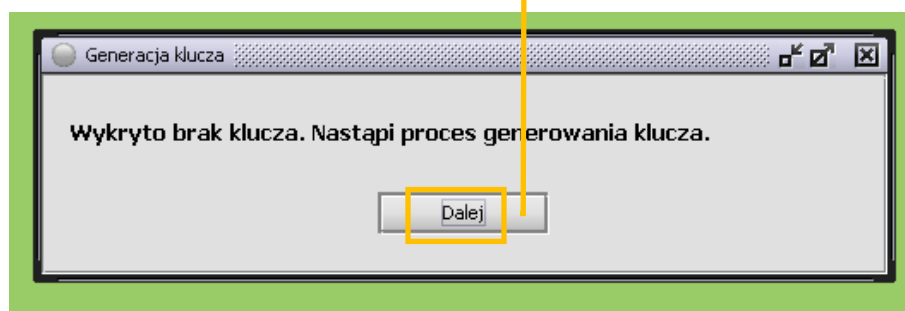 Generacja klucza
Wykryto brak klucza. Nastąpi proces generowania klucza.
Dalej